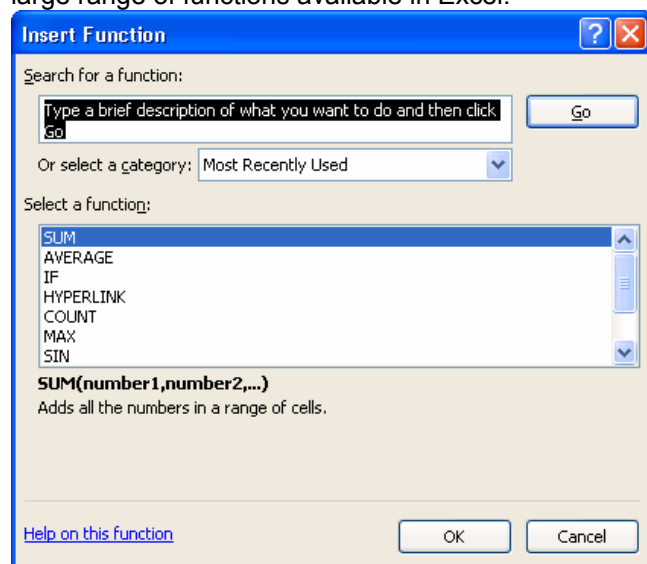 large range of functions available in Excel.
Insert Function
Search for a function:
Type a brief description of what you want to do and then click
Go
Go
Or select a category: Most Recently Used
Select a function:
SUM
AVERAGE
IF
HYPERLINK
COUNT
MAX
SIN
SUM(number1,number2,...)
Adds all the numbers in a range of cells.
Help on this function
OK
Cancel